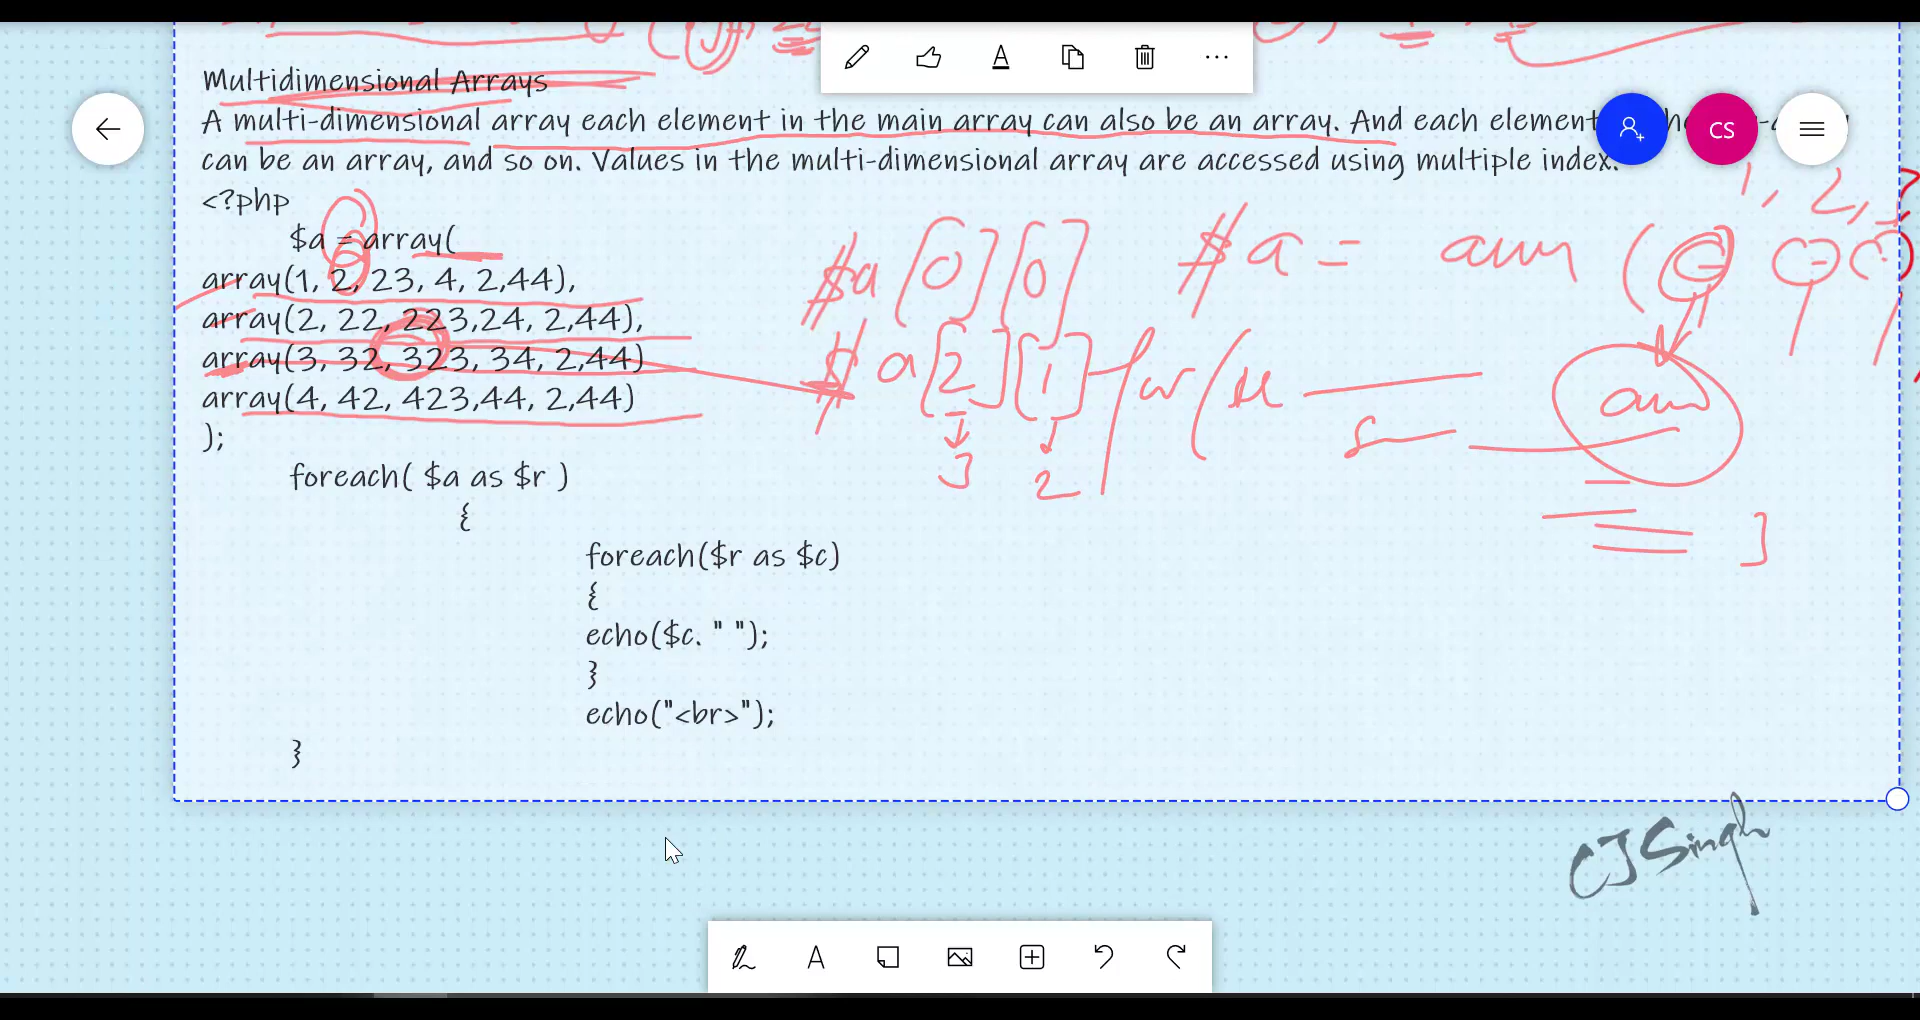 Multidimensional Arrays
A multi-dimensional array each element in the main array can also be an array. And each element
can be an array, and so on. Values in the multi-dimensional array are accessed using multiple index.
CS
<?php
$a = array(
array(1, 2, 23, 4, 2,44),
array(2, 22, 223,24, 2,44),
array(3, 32, 323, 34, 2,44)
array(4, 42, 423,44, 2,44)
);
1, 2,
$a [0] [0]
$a =
$a [2] [1]
3 2
foreach( $a as $r )
{
foreach($r as $c)
{
echo($c. " ");
}
echo("<br>");
}
CJSingh
A